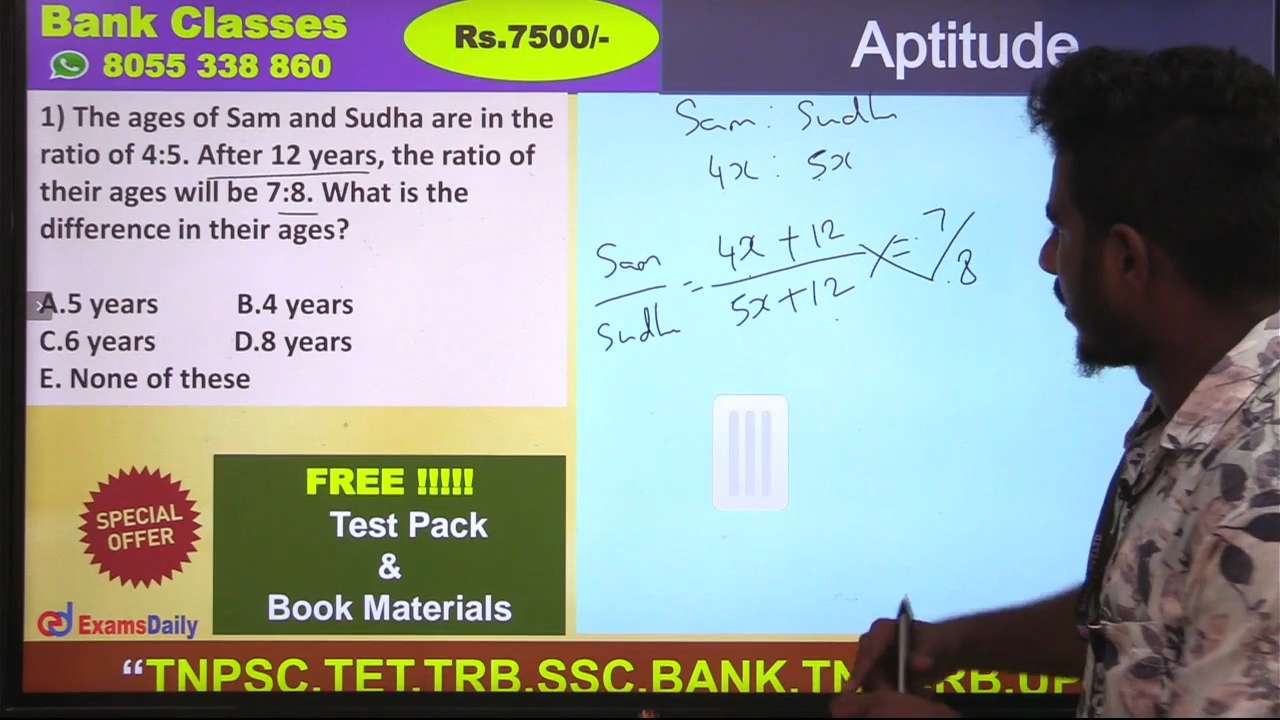 Bank Classes
8055 338 860
Rs.7500/-
Aptitude
1) The ages of Sam and Sudha are in the
ratio of 4:5. After 12 years, the ratio of
their ages will be 7:8. What is the
difference in their ages?
A.5 years B.4 years
C.6 years D.8 years
E. None of these
Sam : Sudh
4x : 5x
Sam / Sudh = 4x + 12 / 5x + 12 = 7 / 8
SPECIAL
OFFER
FREE !!!!!
Test Pack
&
Book Materials
ExamsDaily
“TNPSC.TET.TRB.SSC.BANK.TN